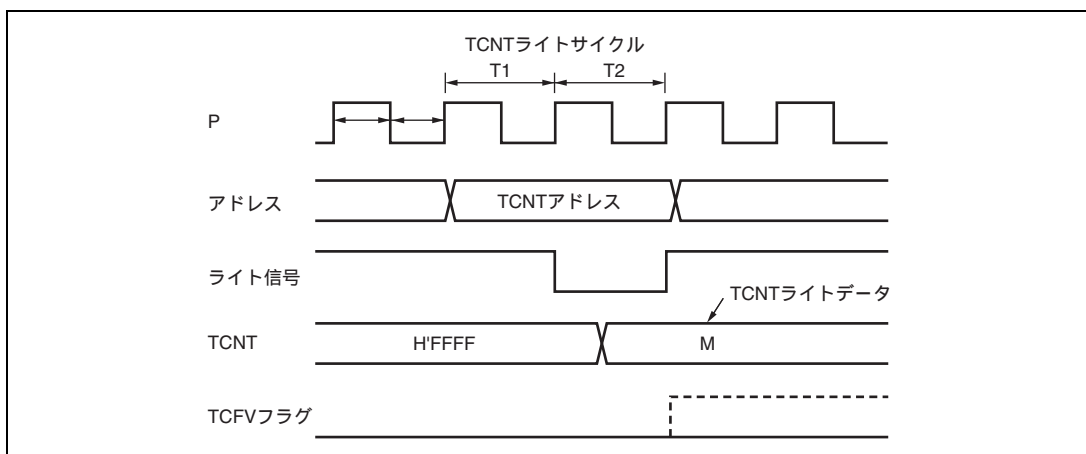 TCNTライトサイクル
T1 T2
P
アドレス
TCNTアドレス
ライト信号
TCNTライトデータ
TCNT
H'FFFF
M
TCFVフラグ